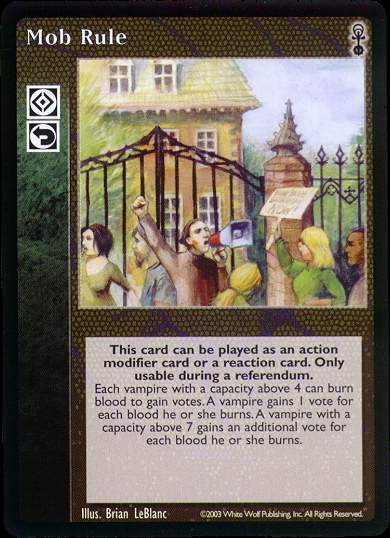 Mob Rule
NOW!
This card can be played as an action
modifier card or a reaction card. Only
usable during a referendum.
Each vampire with a capacity above 4 can burn
blood to gain votes. A vampire gains 1 vote for
each blood he or she burns. A vampire with a
capacity above 7 gains an additional vote for
each blood he or she burns.
Illus. Brian LeBlanc
©2003 White Wolf Publishing, Inc. All Rights Reserved.